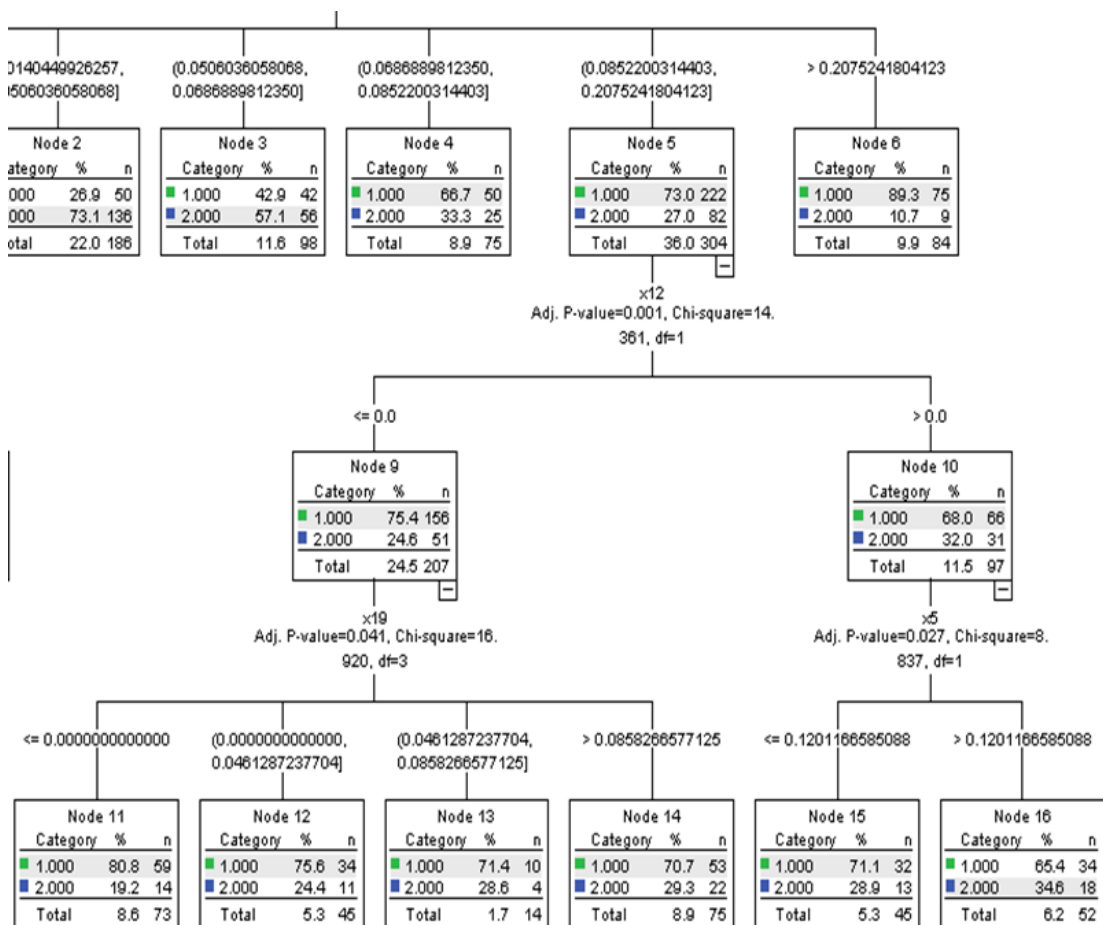 0140449926257, (0.0506036058068, (0.0686889812350, (0.0852200314403, > 0.2075241804123
0506036058068] 0.0686889812350] 0.0852200314403] 0.2075241804123]
Node 2 Node 3 Node 4 Node 5 Node 6
ategory % n Category % n Category % n Category % n Category % n
.000 26.9 50 1.000 42.9 42 1.000 66.7 50 1.000 73.0 222 1.000 89.3 75
.000 73.1 136 2.000 57.1 56 2.000 33.3 25 2.000 27.0 82 2.000 10.7 9
otal 22.0 186 Total 11.6 98 Total 8.9 75 Total 36.0 304 Total 9.9 84
x12
Adj. P-value=0.001, Chi-square=14.
361, df=1
<= 0.0 > 0.0
Node 9 Node 10
Category % n Category % n
1.000 75.4 156 1.000 68.0 66
2.000 24.6 51 2.000 32.0 31
Total 24.5 207 Total 11.5 97
x19 x5
Adj. P-value=0.041, Chi-square=16. Adj. P-value=0.027, Chi-square=8.
920, df=3 837, df=1
<= 0.0000000000000 (0.0000000000000, (0.0461287237704, > 0.0858266577125 <= 0.1201166585088 > 0.1201166585088
0.0461287237704] 0.0858266577125]
Node 11 Node 12 Node 13 Node 14 Node 15 Node 16
Category % n Category % n Category % n Category % n Category % n Category % n
1.000 80.8 59 1.000 75.6 34 1.000 71.4 10 1.000 70.7 53 1.000 71.1 32 1.000 65.4 34
2.000 19.2 14 2.000 24.4 11 2.000 28.6 4 2.000 29.3 22 2.000 28.9 13 2.000 34.6 18
Total 8.6 73 Total 5.3 45 Total 1.7 14 Total 8.9 75 Total 5.3 45 Total 6.2 52